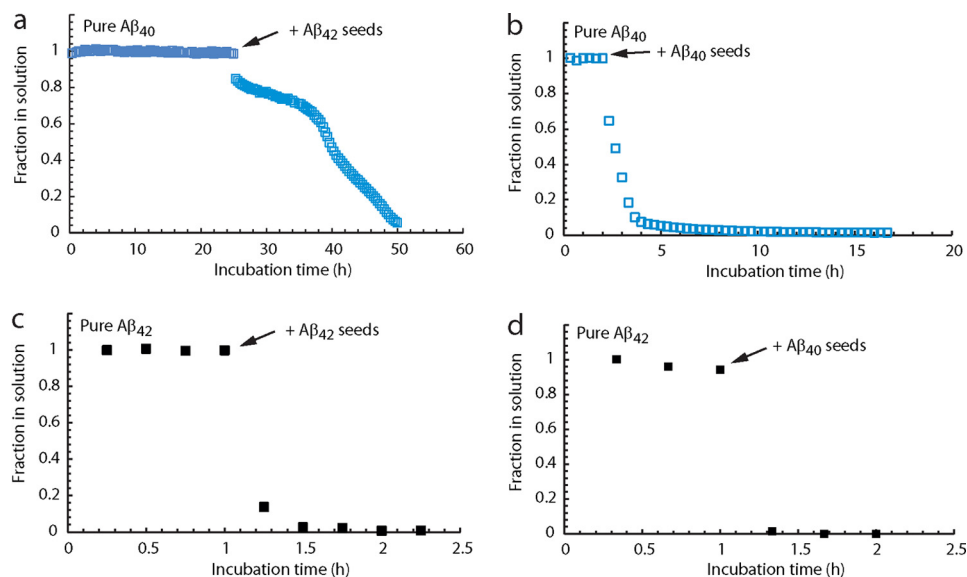 a
Pure Aβ40
+ Aβ42 seeds
Fraction in solution
1
0.8
0.6
0.4
0.2
0
0 10 20 30 40 50 60
Incubation time (h)
b
Pure Aβ40
+ Aβ40 seeds
Fraction in solution
1
0.8
0.6
0.4
0.2
0
0 5 10 15 20
Incubation time (h)
c
Pure Aβ42
+ Aβ42 seeds
Fraction in solution
1
0.8
0.6
0.4
0.2
0
0 0.5 1 1.5 2 2.5
Incubation time (h)
d
Pure Aβ42
+ Aβ40 seeds
Fraction in solution
1
0.8
0.6
0.4
0.2
0
0 0.5 1 1.5 2 2.5
Incubation time (h)